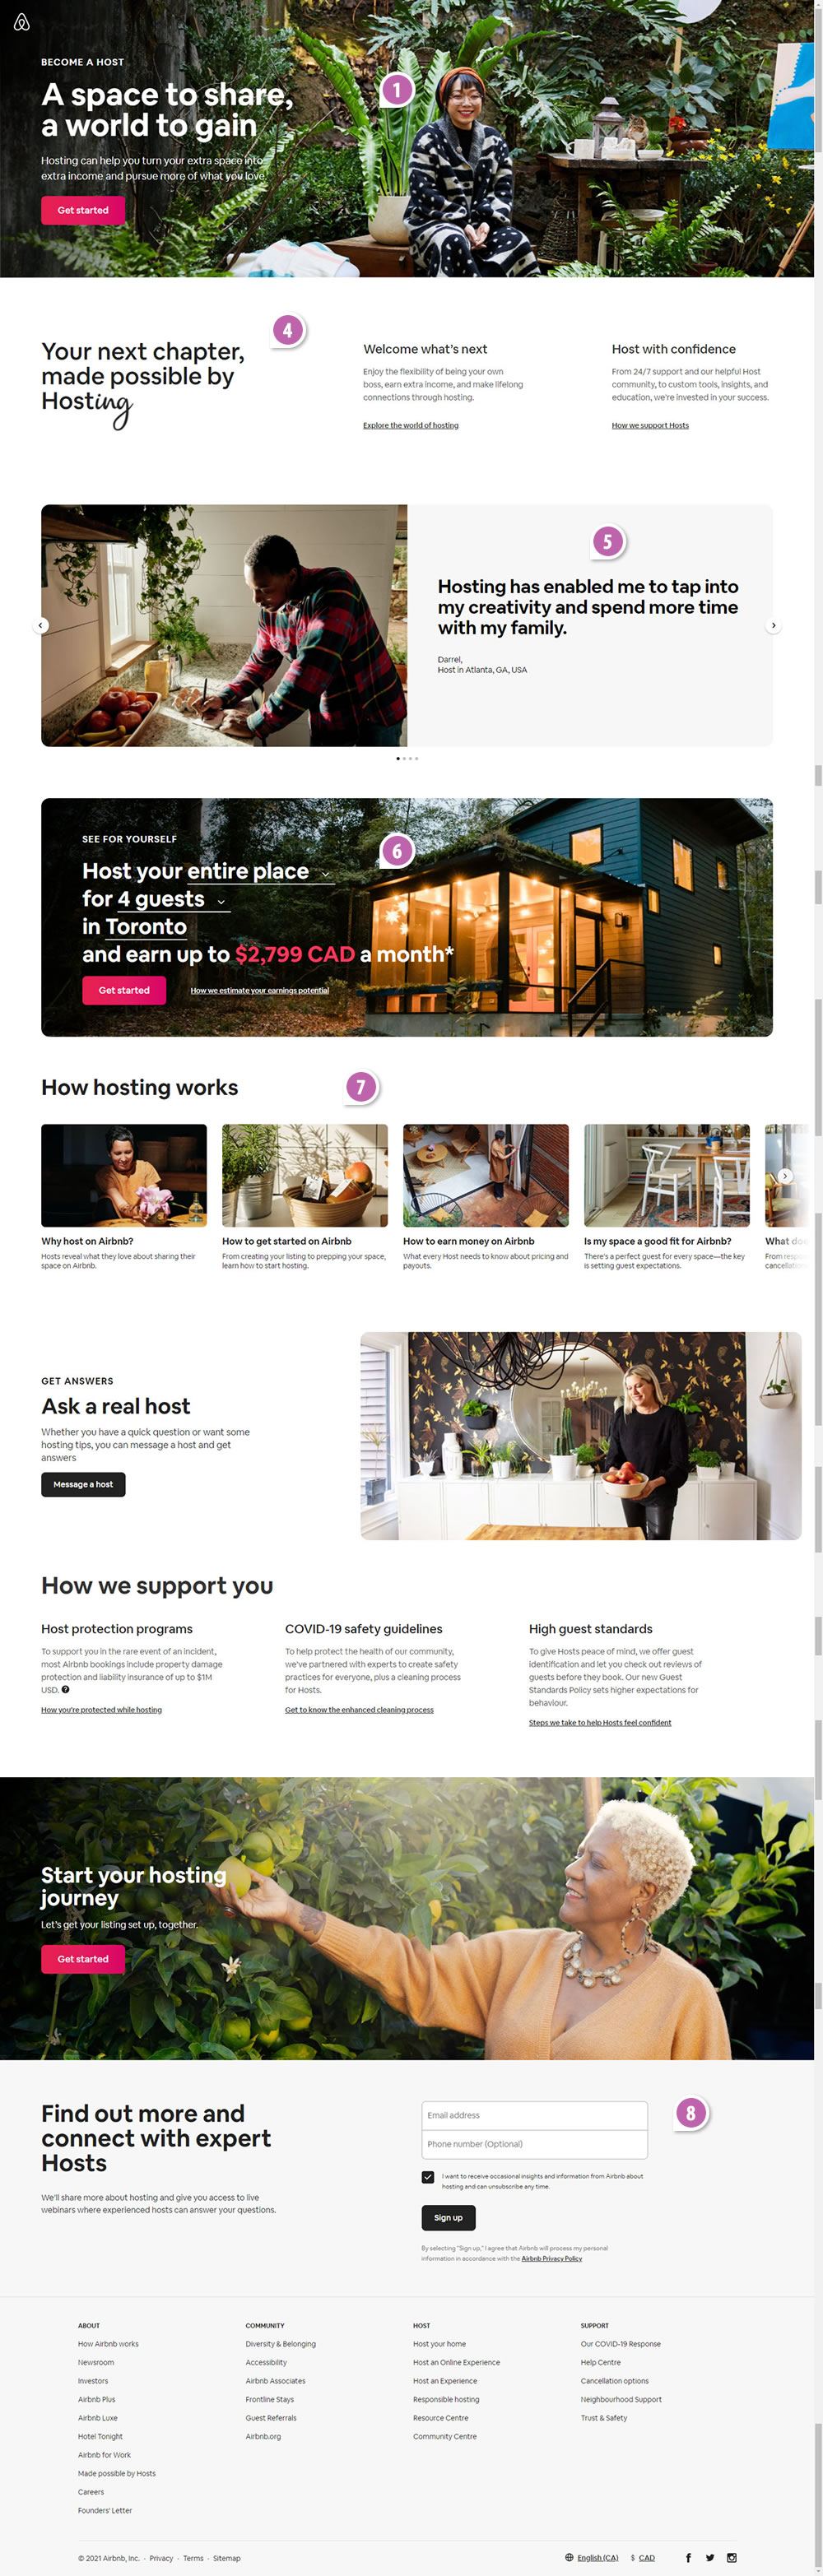 BECOME A HOST
A space to share,
a world to gain
Hosting can help you turn your extra space into
extra income and pursue more of what you love.
Get started
1
4
Your next chapter,
made possible by
Hosting
Welcome what's next
Enjoy the flexibility of being your own
boss, earn extra income, and make lifelong
connections through hosting.
Explore the world of hosting
Host with confidence
From 24/7 support and our helpful Host
community, to custom tools, insights, and
education, we're invested in your success.
How we support Hosts
5
Hosting has enabled me to tap into
my creativity and spend more time
with my family.
Darrel,
Host in Atlanta, GA, USA
SEE FOR YOURSELF
6
Host your entire place
for 4 guests
in Toronto
and earn up to $2,799 CAD a month*
Get started
How we estimate your earnings potential
How hosting works
7
Why host on Airbnb?
Hosts reveal what they love about sharing their
space on Airbnb.
How to get started on Airbnb
From creating your listing to prepping your space,
learn how to start hosting.
How to earn money on Airbnb
What every Host needs to know about pricing and
payouts.
Is my space a good fit for Airbnb?
There's a perfect guest for every space—the key
is setting guest expectations.
What
From
GET ANSWERS
Ask a real host
Whether you have a quick question or want some
hosting tips, you can message a host and get
answers
Message a host
How we support you
Host protection programs
To support you in the rare event of an incident,
most Airbnb bookings include property damage
protection and liability insurance of up to $1M
USD. ?
How you're protected while hosting
COVID-19 safety guidelines
To help protect the health of our community,
we've partnered with experts to create safety
practices for everyone, plus a cleaning process
for Hosts.
Get to know the enhanced cleaning process
High guest standards
To give Hosts peace of mind, we offer guest
identification and let you check out reviews of
guests before they book. Our new Guest
Standards Policy sets higher expectations for
behaviour.
Steps we take to help Hosts feel confident
Start your hosting
journey
Let's get your listing set up, together.
Get started
Find out more and
connect with expert
Hosts
We'll share more about hosting and give you access to live
webinars where experienced hosts can answer your questions.
8
Email address
Phone number (Optional)
I want to receive occasional insights and information from Airbnb about
hosting and can unsubscribe any time.
Sign up
By selecting "Sign up," I agree that Airbnb will process my personal
information in accordance with the Airbnb Privacy Policy
ABOUT
How Airbnb works
Newsroom
Investors
Airbnb Plus
Airbnb Luxe
Hotel Tonight
Airbnb for Work
Made possible by Hosts
Careers
Founders' Letter
COMMUNITY
Diversity & Belonging
Accessibility
Airbnb Associates
Frontline Stays
Guest Referrals
Airbnb.org
HOST
Host your home
Host an Online Experience
Host an Experience
Responsible hosting
Resource Centre
Community Centre
SUPPORT
Our COVID-19 Response
Help Centre
Cancellation options
Neighbourhood Support
Trust & Safety
© 2021 Airbnb, Inc. · Privacy · Terms · Sitemap
English (CA) $ CAD